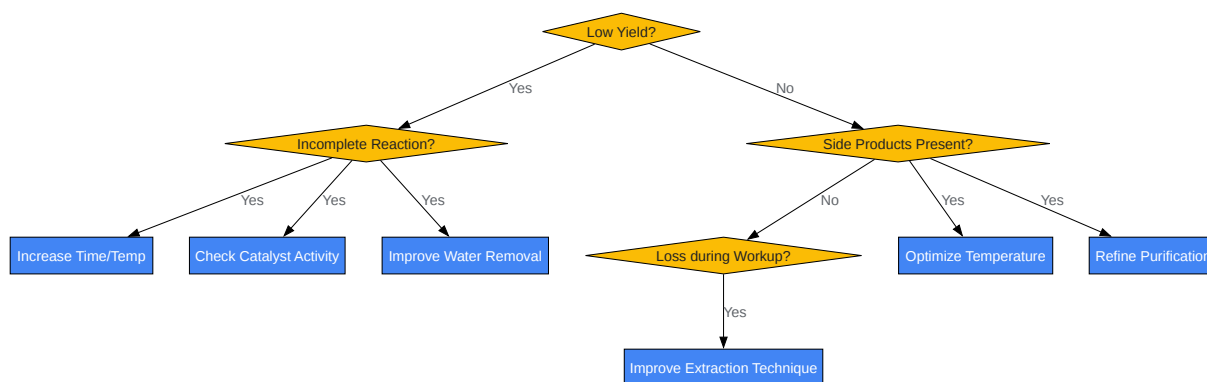 Low Yield?
Yes
No
Incomplete Reaction?
Side Products Present?
Yes
Yes
Yes
No
Yes
Yes
Increase Time/Temp
Check Catalyst Activity
Improve Water Removal
Loss during Workup?
Optimize Temperature
Refine Purification
Yes
Improve Extraction Technique